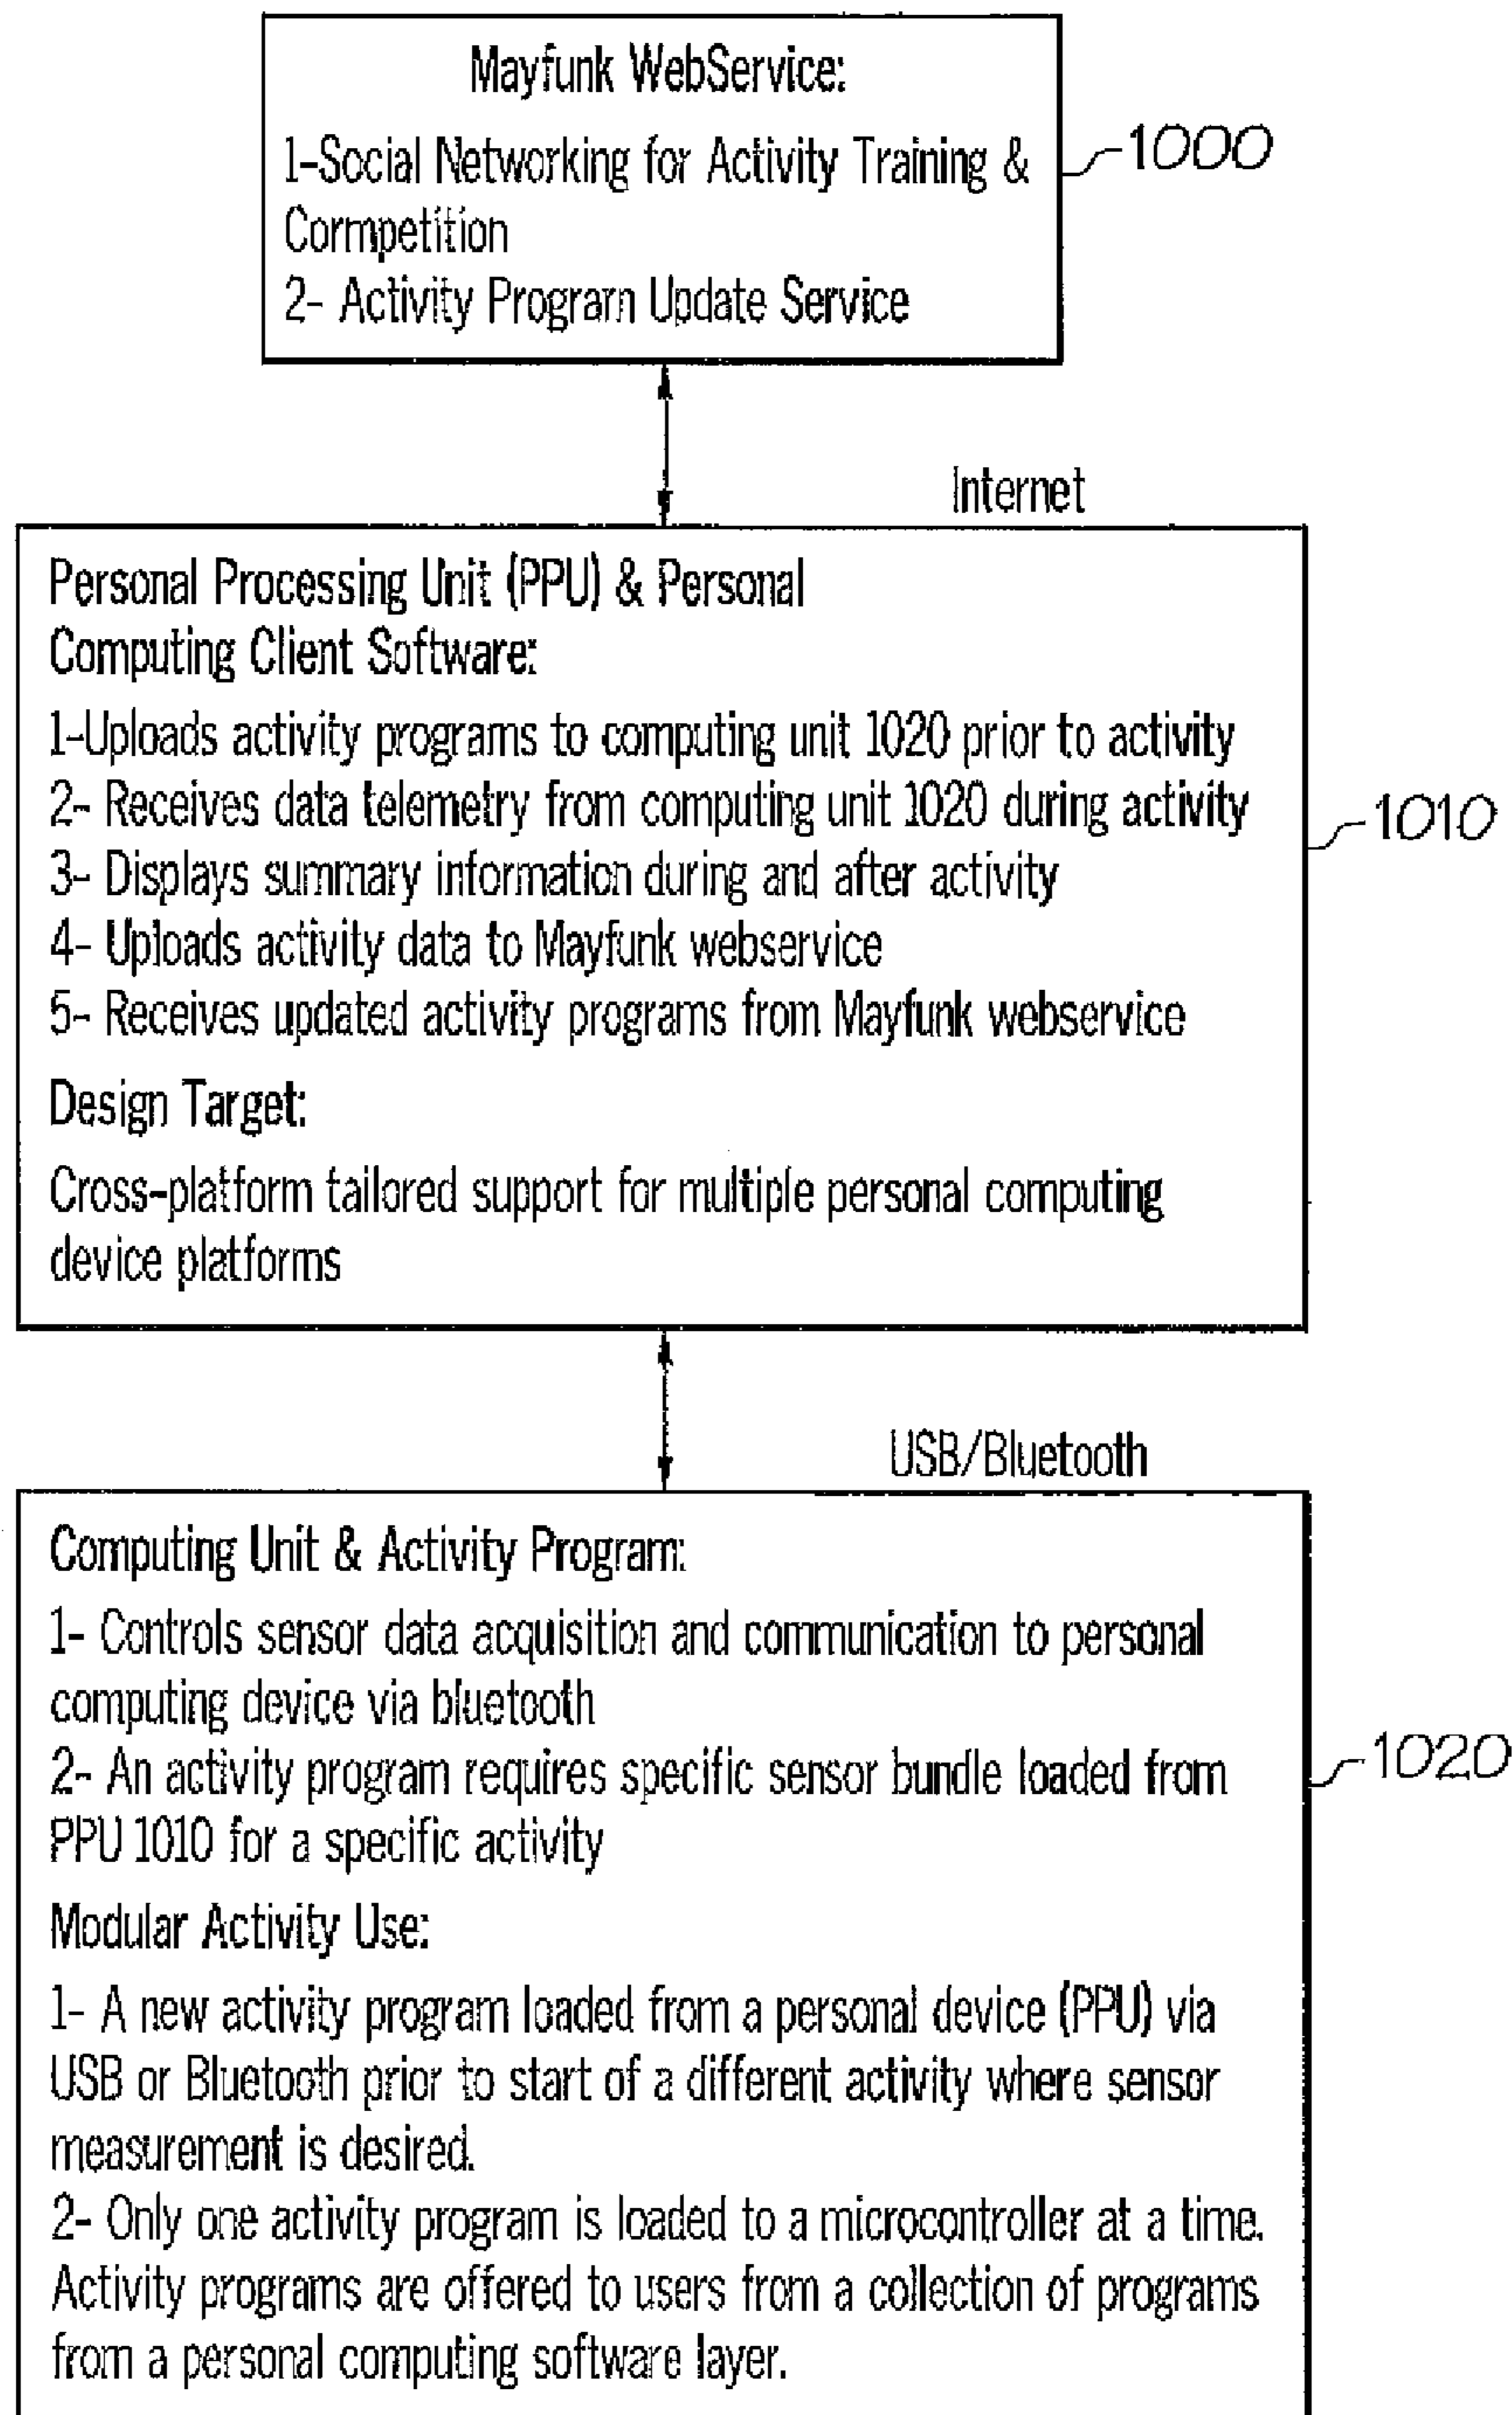 Mayfunk WebService:
1-Social Networking for Activity Training &
Cormpetition
2- Activity Program Update Service
1000
Internet
Personal Processing Unit (PPU) & Personal
Computing Client Software:
1-Uploads activity programs to computing unit 1020 prior to activity
2- Receives data telemetry from computing unit 1020 during activity
3- Displays summary information during and after activity
4- Uploads activity data to Mayfunk webservice
5- Receives updated activity programs from Mayfunk webservice
Design Target:
Cross-platform tailored support for multiple personal computing
device platforms
1010
USB/Bluetooth
Computing Unit & Activity Program:
1- Controls sensor data acquisition and communication to personal
computing device via bluetooth
2- An activity program requires specific sensor bundle loaded from
PPU 1010 for a specific activity
Modular Activity Use:
1- A new activity program loaded from a personal device (PPU) via
USB or Bluetooth prior to start of a different activity where sensor
measurement is desired.
2- Only one activity program is loaded to a microcontroller at a time.
Activity programs are offered to users from a collection of programs
from a personal computing software layer.
1020